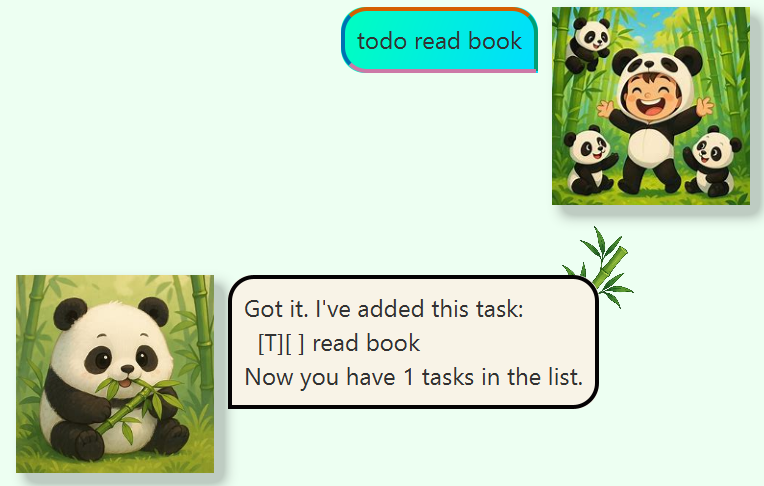 todo read book
Got it. I've added this task:
[T][ ] read book
Now you have 1 tasks in the list.